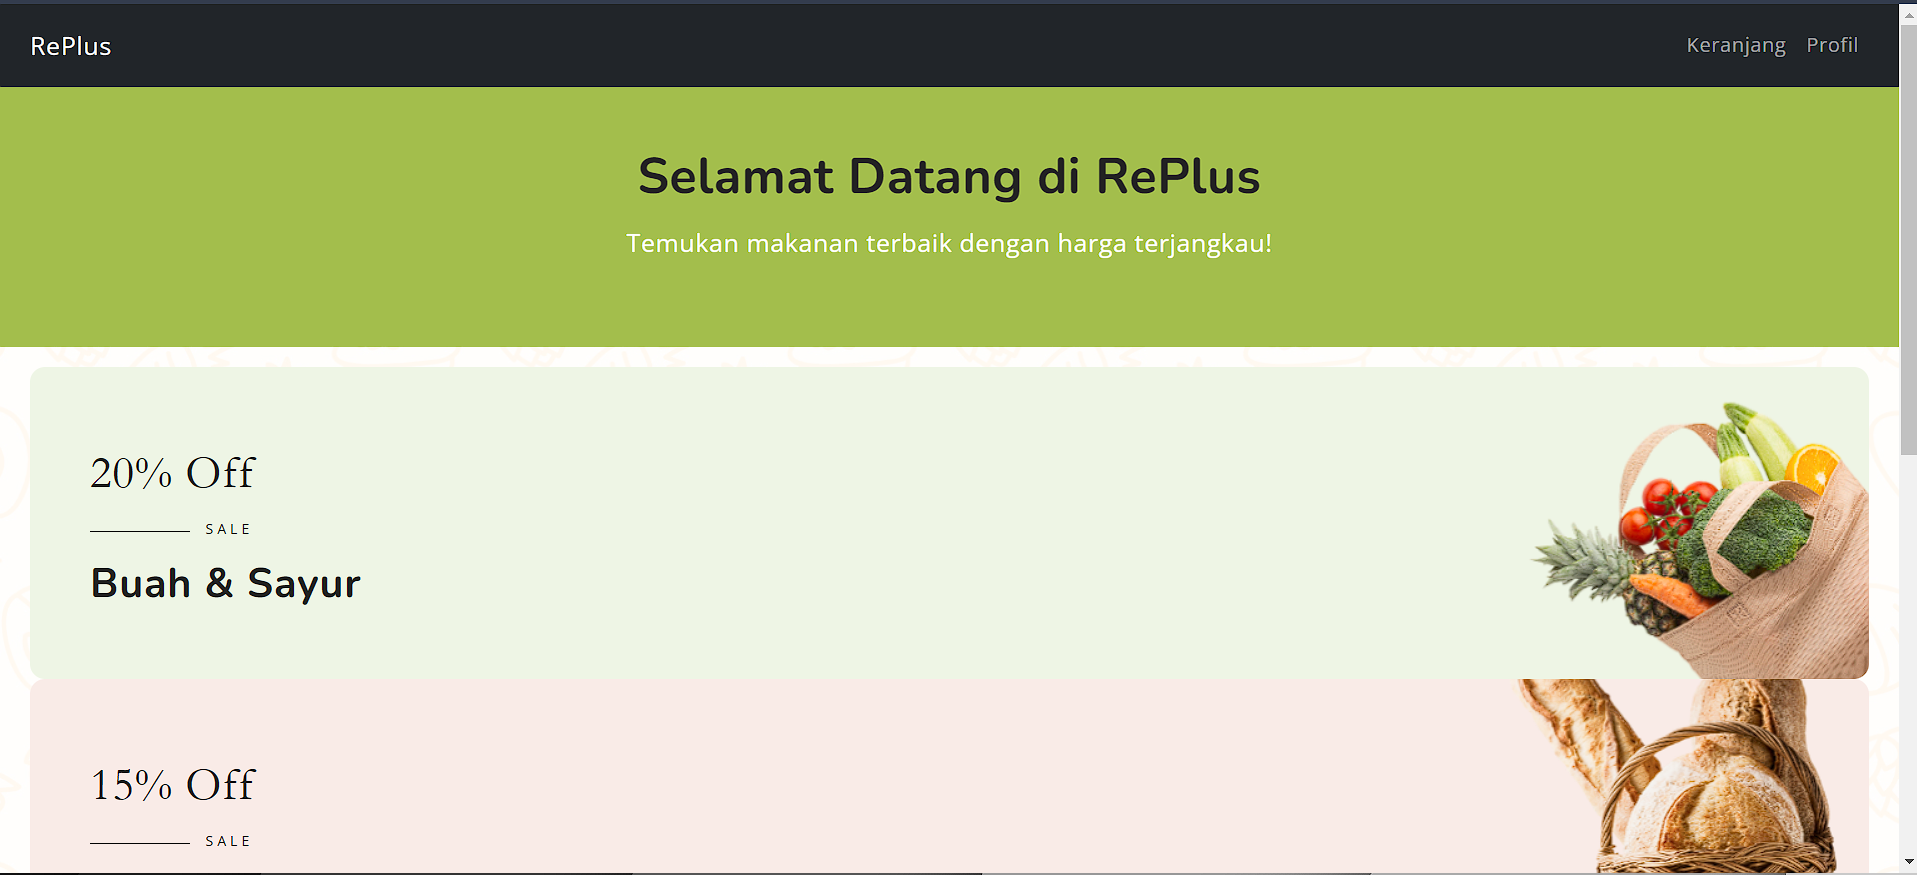 RePlus
Keranjang Profil
Selamat Datang di RePlus
Temukan makanan terbaik dengan harga terjangkau!
20% Off
SALE
Buah & Sayur
15% Off
SALE